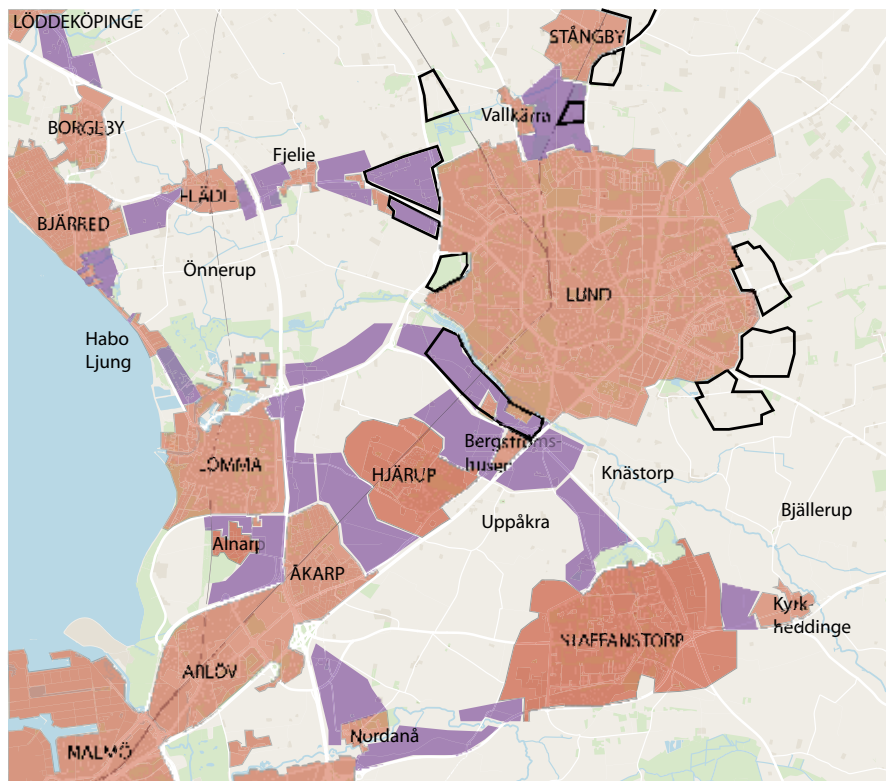 LÖDDEKÖPINGE
STÅNGBY
Vallkärra
BORGEBY
Fjelie
FLÄDIE
BJÄRRED
Önnerup
LUND
Habo
Ljung
Bergströms-
husen
LOMMA
HJÄRUP
Knästorp
Bjällerup
Uppåkra
Alnarp
ÅKARP
Kyrk-
heddinge
STAFFANSTORP
ARLÖV
Nordanå
MALMÖ